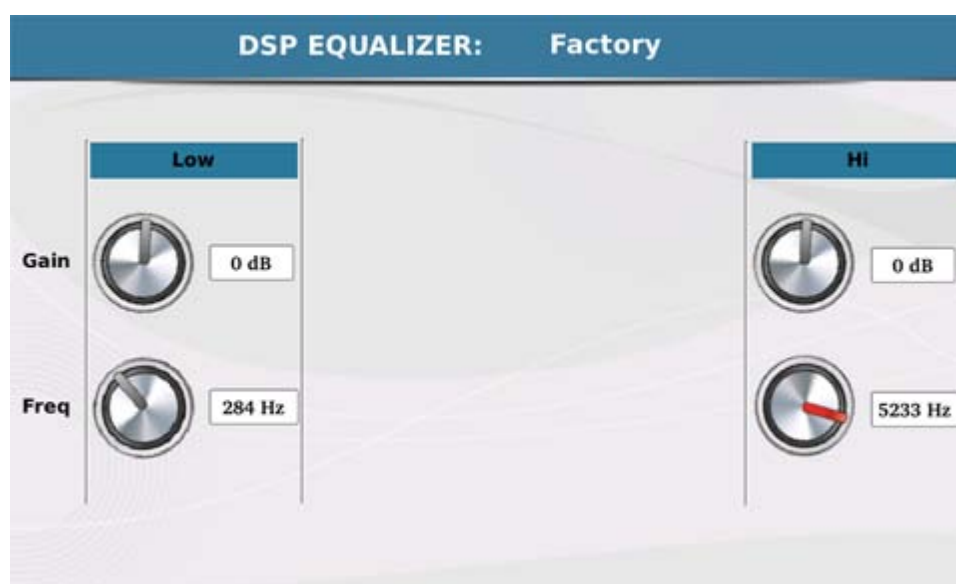 DSP EQUALIZER: Factory
Low Hi
Gain 0 dB 0 dB
Freq 284 Hz 5233 Hz